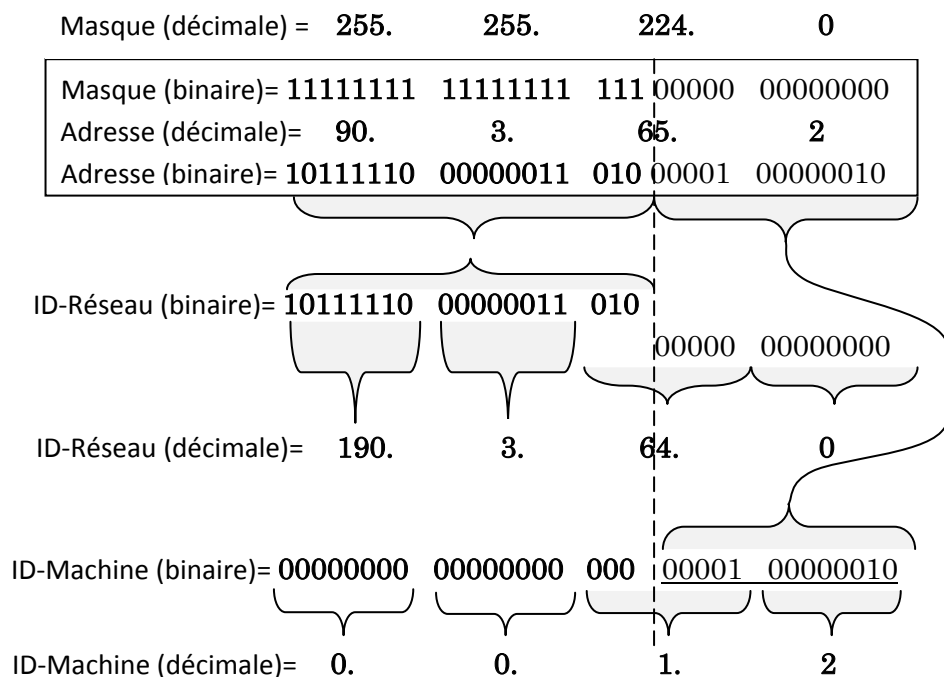 Masque (décimale) = 255. 255. 224. 0
Masque (binaire)= 11111111 11111111 111 00000 00000000
Adresse (décimale)= 90. 3. 65. 2
Adresse (binaire)= 10111110 00000011 010 00001 00000010
ID-Réseau (binaire)= 10111110 00000011 010
00000 00000000
ID-Réseau (décimale)= 190. 3. 64. 0
ID-Machine (binaire)= 00000000 00000000 000 00001 00000010
ID-Machine (décimale)= 0. 0. 1. 2